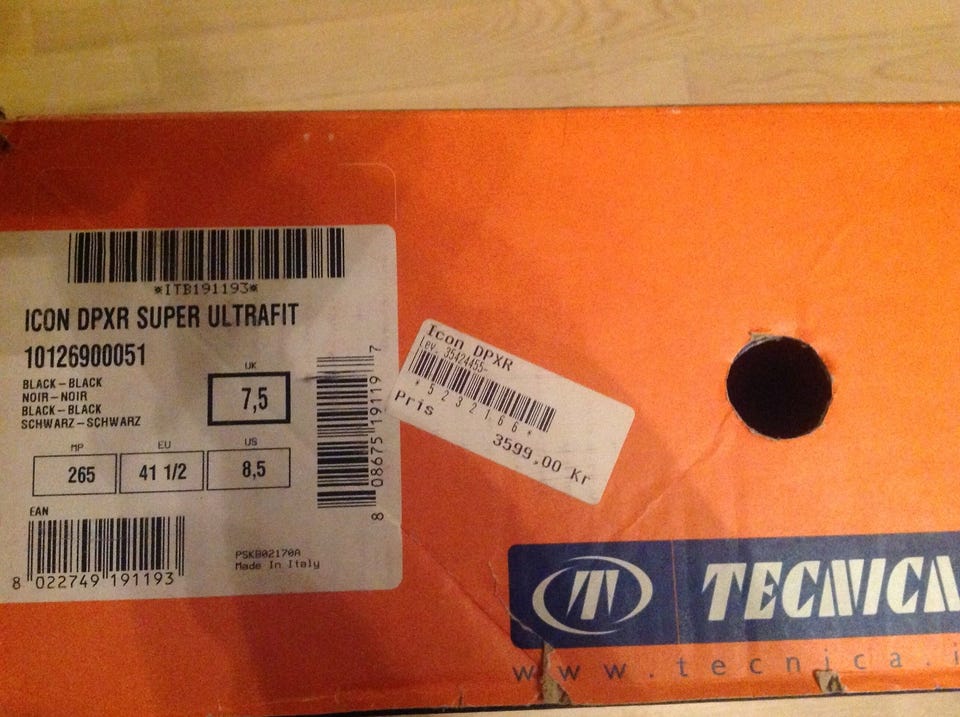 *ITB191193*
ICON DPXR SUPER ULTRAFIT
10126900051
BLACK-BLACK
NOIR-NOIR
BLACK-BLACK
SCHWARZ-SCHWARZ
UK
7,5
MP
265
EU
41 1/2
US
8,5
EAN
8 022749 191193
PSKB02170A
Made In Italy
8 08675 19119 7
Icon DPXR
ev. 35424455-
*5232166*
Pris
3599,00 Kr
TECNICA
www.tecnica.i